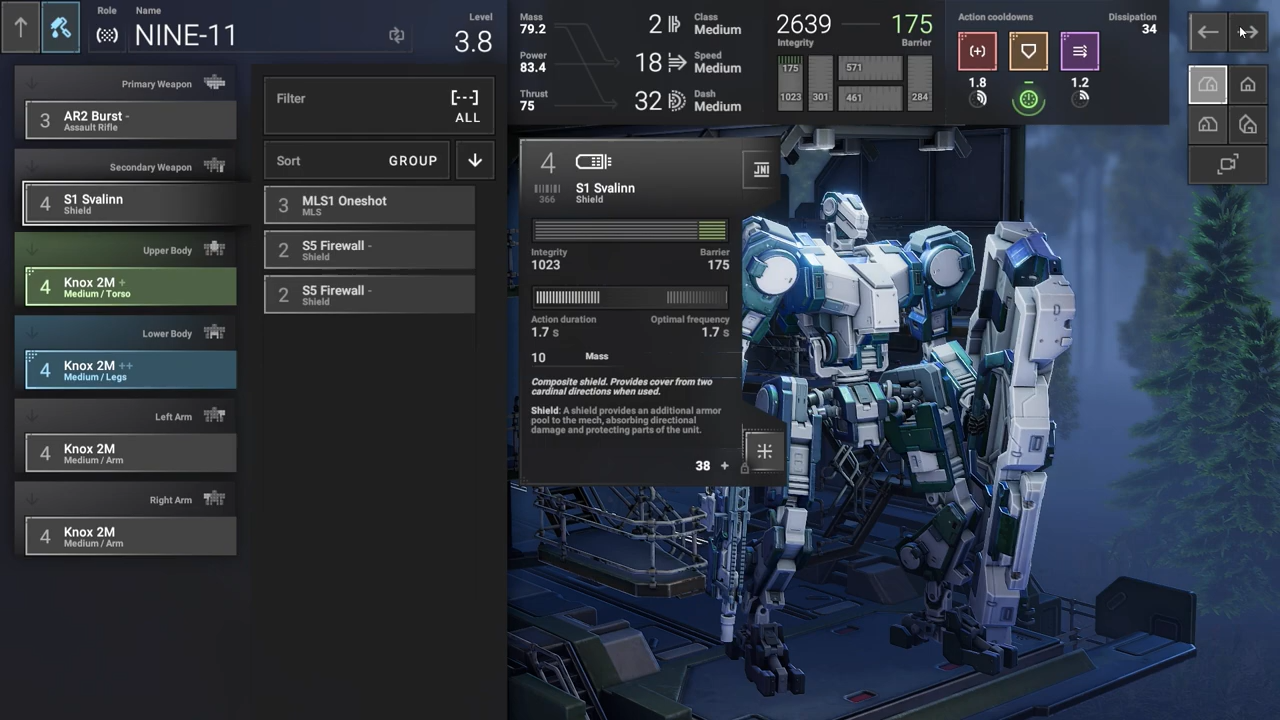 Role
Name
NINE-11
Level
3.8
Primary Weapon
3
AR2 Burst -
Assault Rifle
Secondary Weapon
4
S1 Svalinn
Shield
Upper Body
4
Knox 2M +
Medium / Torso
Lower Body
4
Knox 2M ++
Medium / Legs
Left Arm
4
Knox 2M
Medium / Arm
Right Arm
4
Knox 2M
Medium / Arm
Filter
[---]
ALL
Sort
GROUP
3
MLS1 Oneshot
MLS
2
S5 Firewall -
Shield
2
S5 Firewall -
Shield
Mass
79.2
Power
83.4
Thrust
75
2
Class
Medium
18
Speed
Medium
32
Dash
Medium
2639
Integrity
175
Barrier
175
1023
301
571
461
284
Action cooldowns
Dissipation
34
1.8
1.2
4
366
S1 Svalinn
Shield
Integrity
1023
Barrier
175
Action duration
1.7 s
Optimal frequency
1.7 s
10
Mass
Composite shield. Provides cover from two
cardinal directions when used.
Shield: A shield provides an additional armor
pool to the mech, absorbing directional
damage and protecting parts of the unit.
38 +